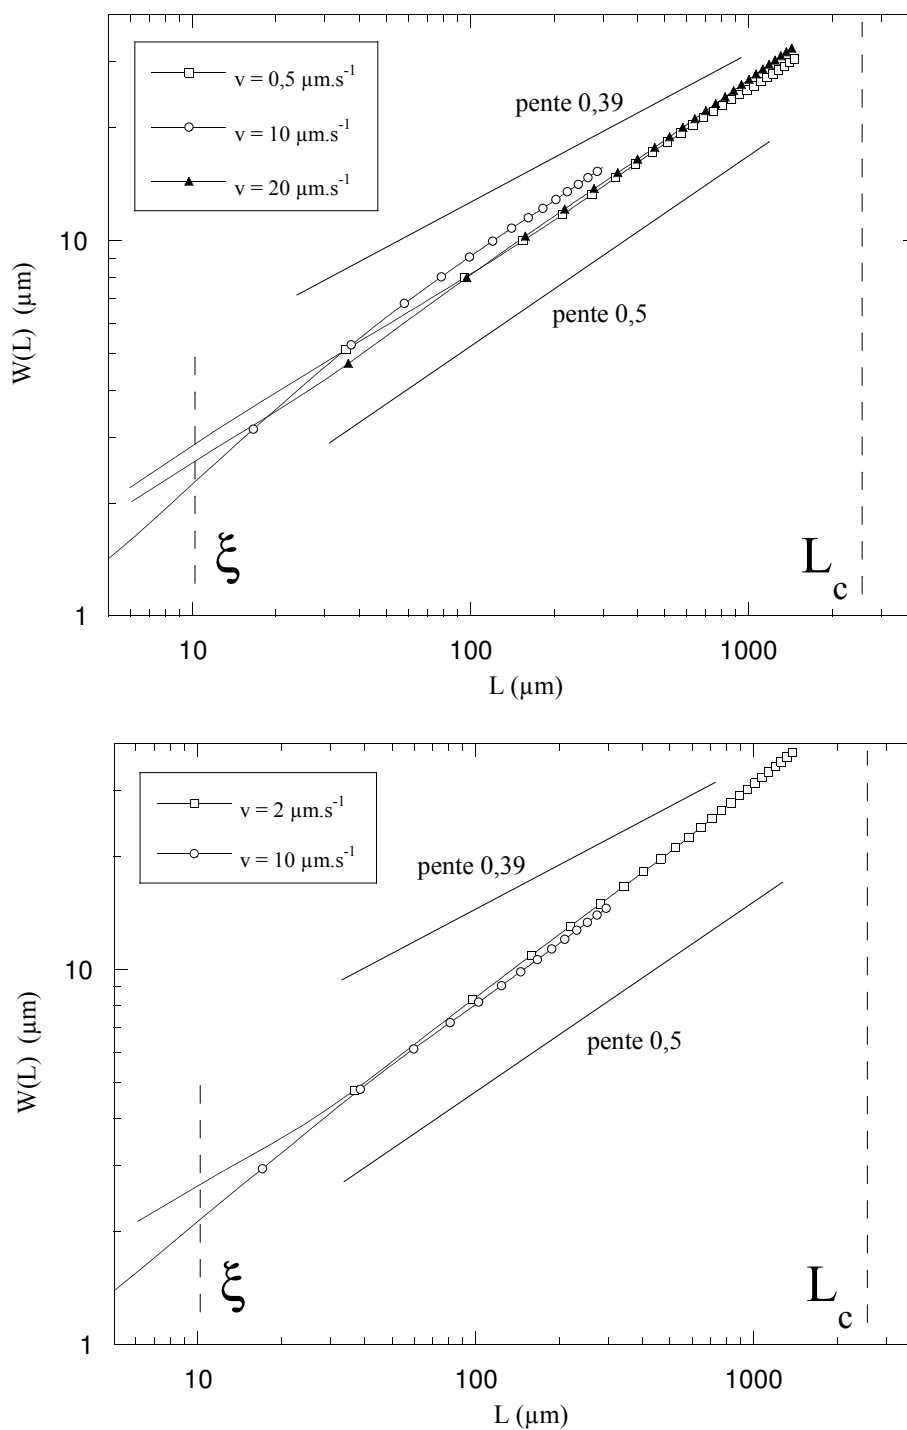 v = 0,5 µm.s-1
v = 10 µm.s-1
v = 20 µm.s-1
pente 0,39
pente 0,5
10
1
W(L) (µm)
ξ
Lc
10 100 1000
L (µm)
v = 2 µm.s-1
v = 10 µm.s-1
pente 0,39
pente 0,5
10
1
W(L) (µm)
ξ
Lc
10 100 1000
L (µm)